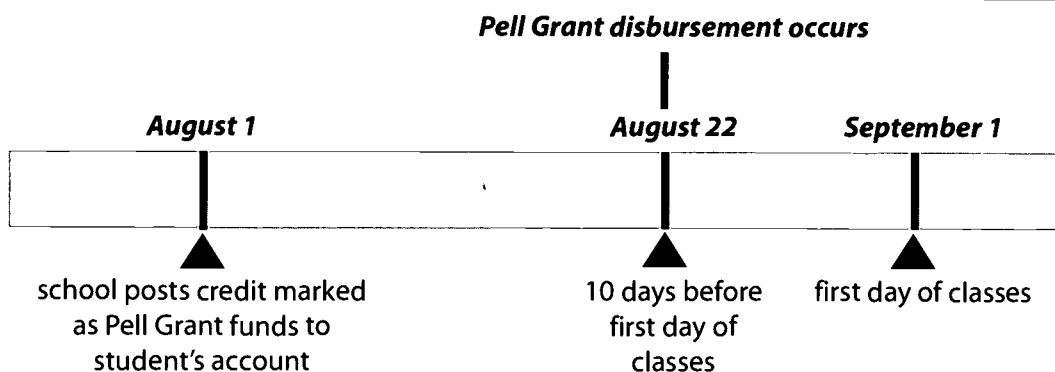 Pell Grant disbursement occurs
August 1
August 22
September 1
school posts credit marked
as Pell Grant funds to
student's account
10 days before
first day of
classes
first day of classes